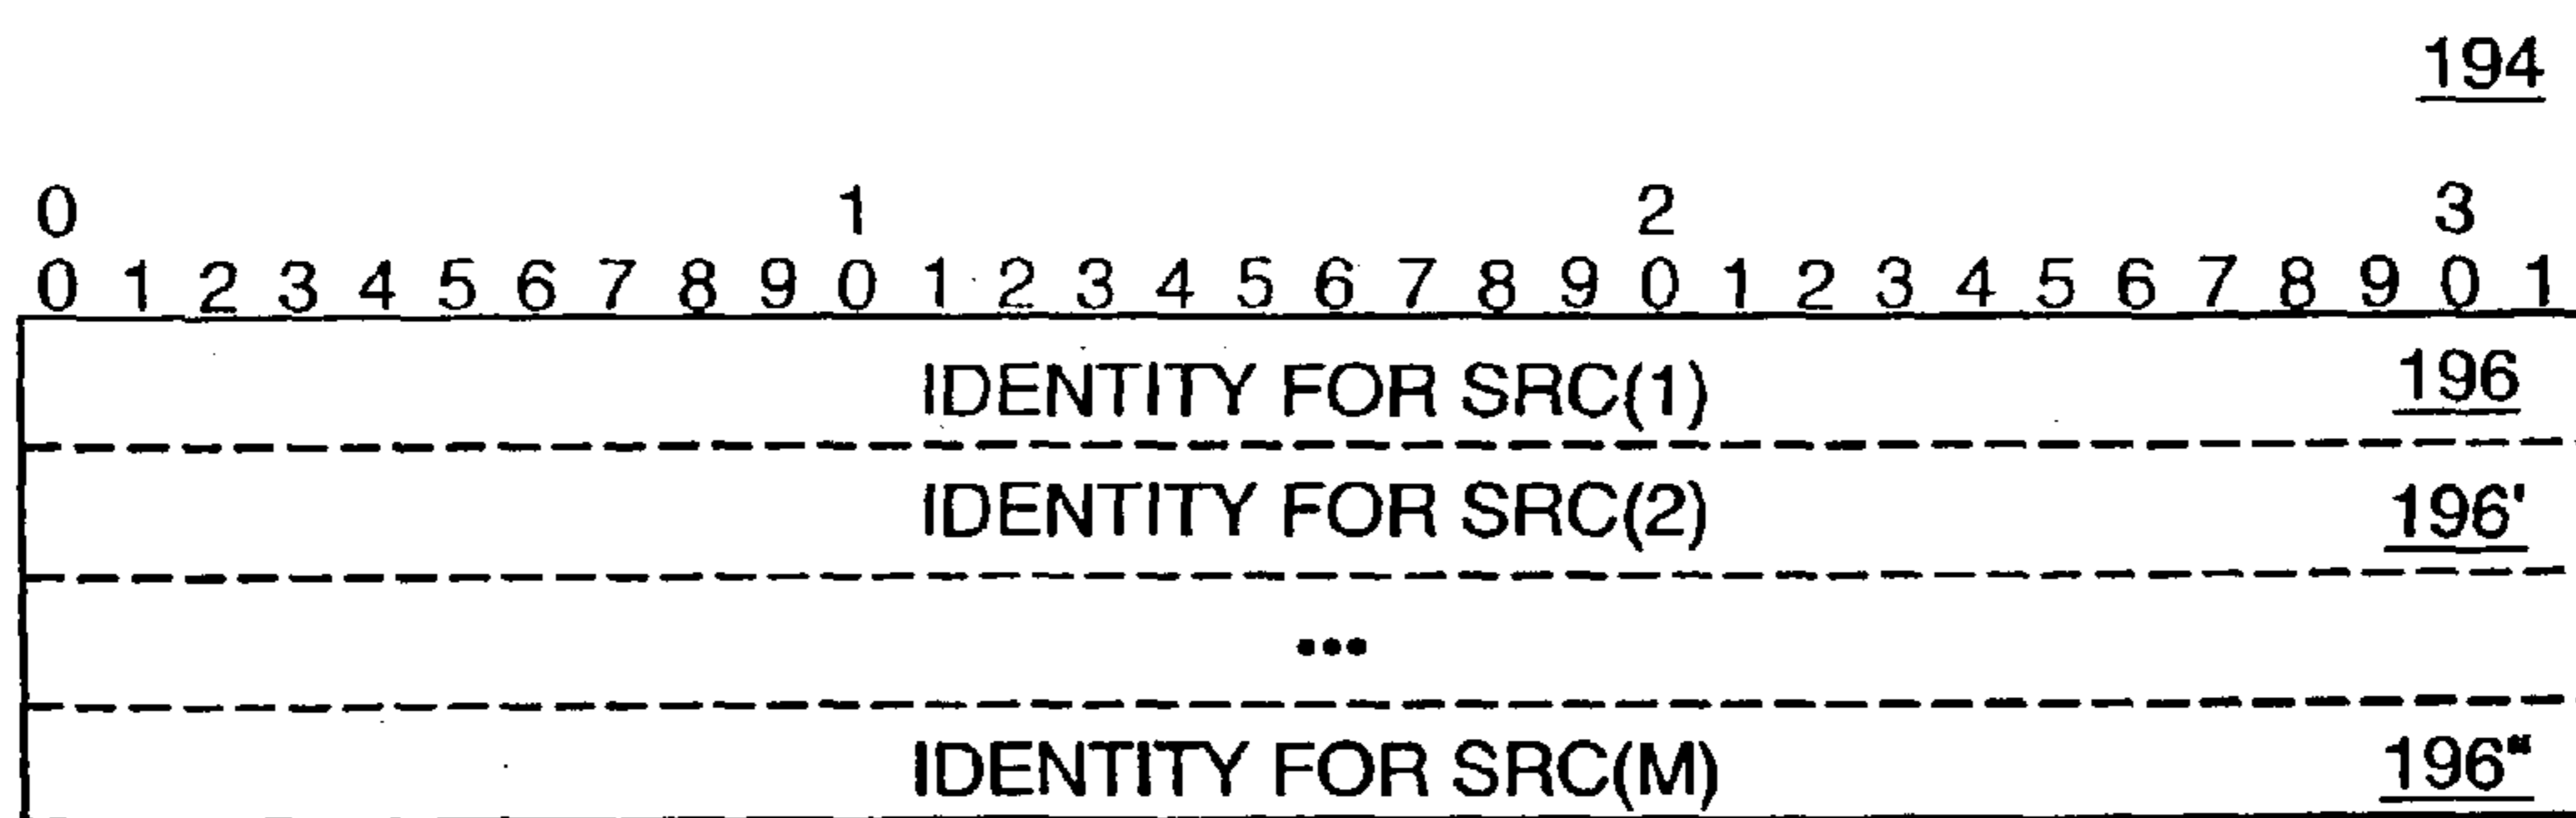 194
0 1 2 3
0 1 2 3 4 5 6 7 8 9 0 1 2 3 4 5 6 7 8 9 0 1 2 3 4 5 6 7 8 9 0 1
IDENTITY FOR SRC(1) 196
IDENTITY FOR SRC(2) 196'
•••
IDENTITY FOR SRC(M) 196"